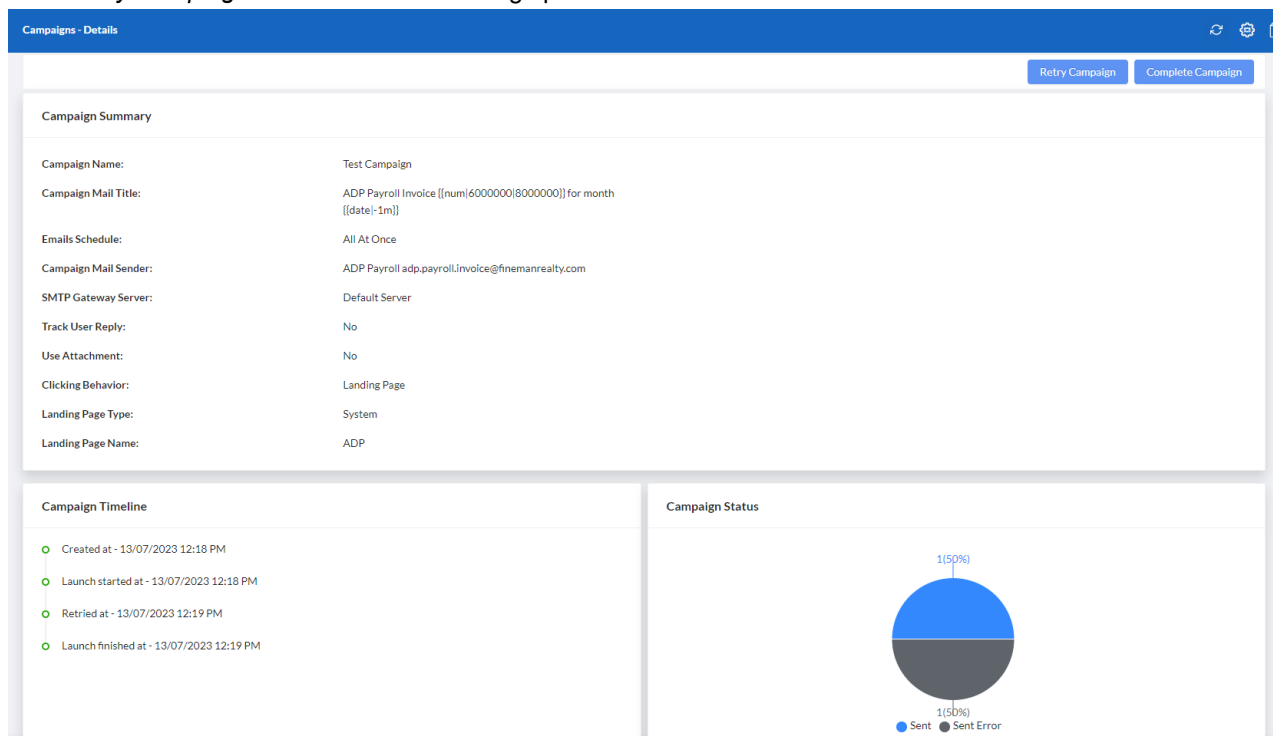 Campaigns - Details
Retry Campaign Complete Campaign
Campaign Summary
Campaign Name: Test Campaign
Campaign Mail Title: ADP Payroll Invoice {{num|6000000|8000000}} for month
{{date|-1m}}
Emails Schedule: All At Once
Campaign Mail Sender: ADP Payroll adp.payroll.invoice@finemanrealty.com
SMTP Gateway Server: Default Server
Track User Reply: No
Use Attachment: No
Clicking Behavior: Landing Page
Landing Page Type: System
Landing Page Name: ADP
Campaign Timeline
Created at - 13/07/2023 12:18 PM
Launch started at - 13/07/2023 12:18 PM
Retried at - 13/07/2023 12:19 PM
Launch finished at - 13/07/2023 12:19 PM
Campaign Status
1(50%)
1(50%)
Sent Sent Error